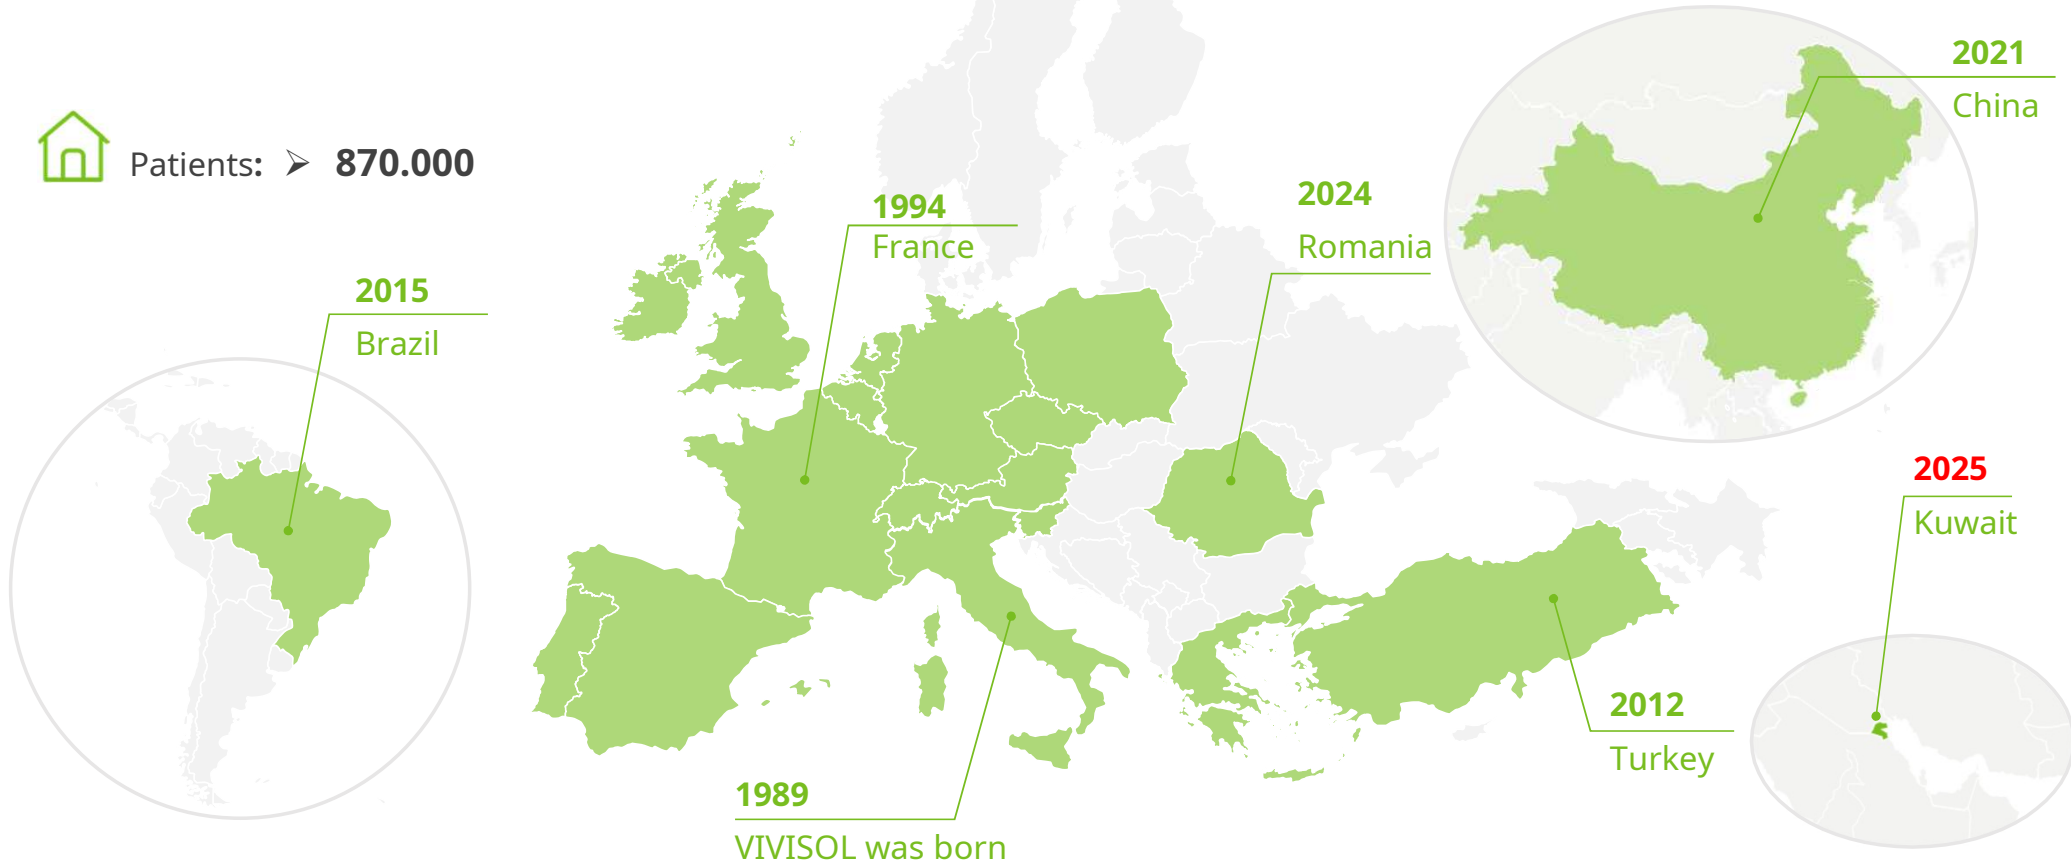 Patients: ➢ 870.000
2015
Brazil
1994
France
2024
Romania
2021
China
2025
Kuwait
2012
Turkey
1989
VIVISOL was born